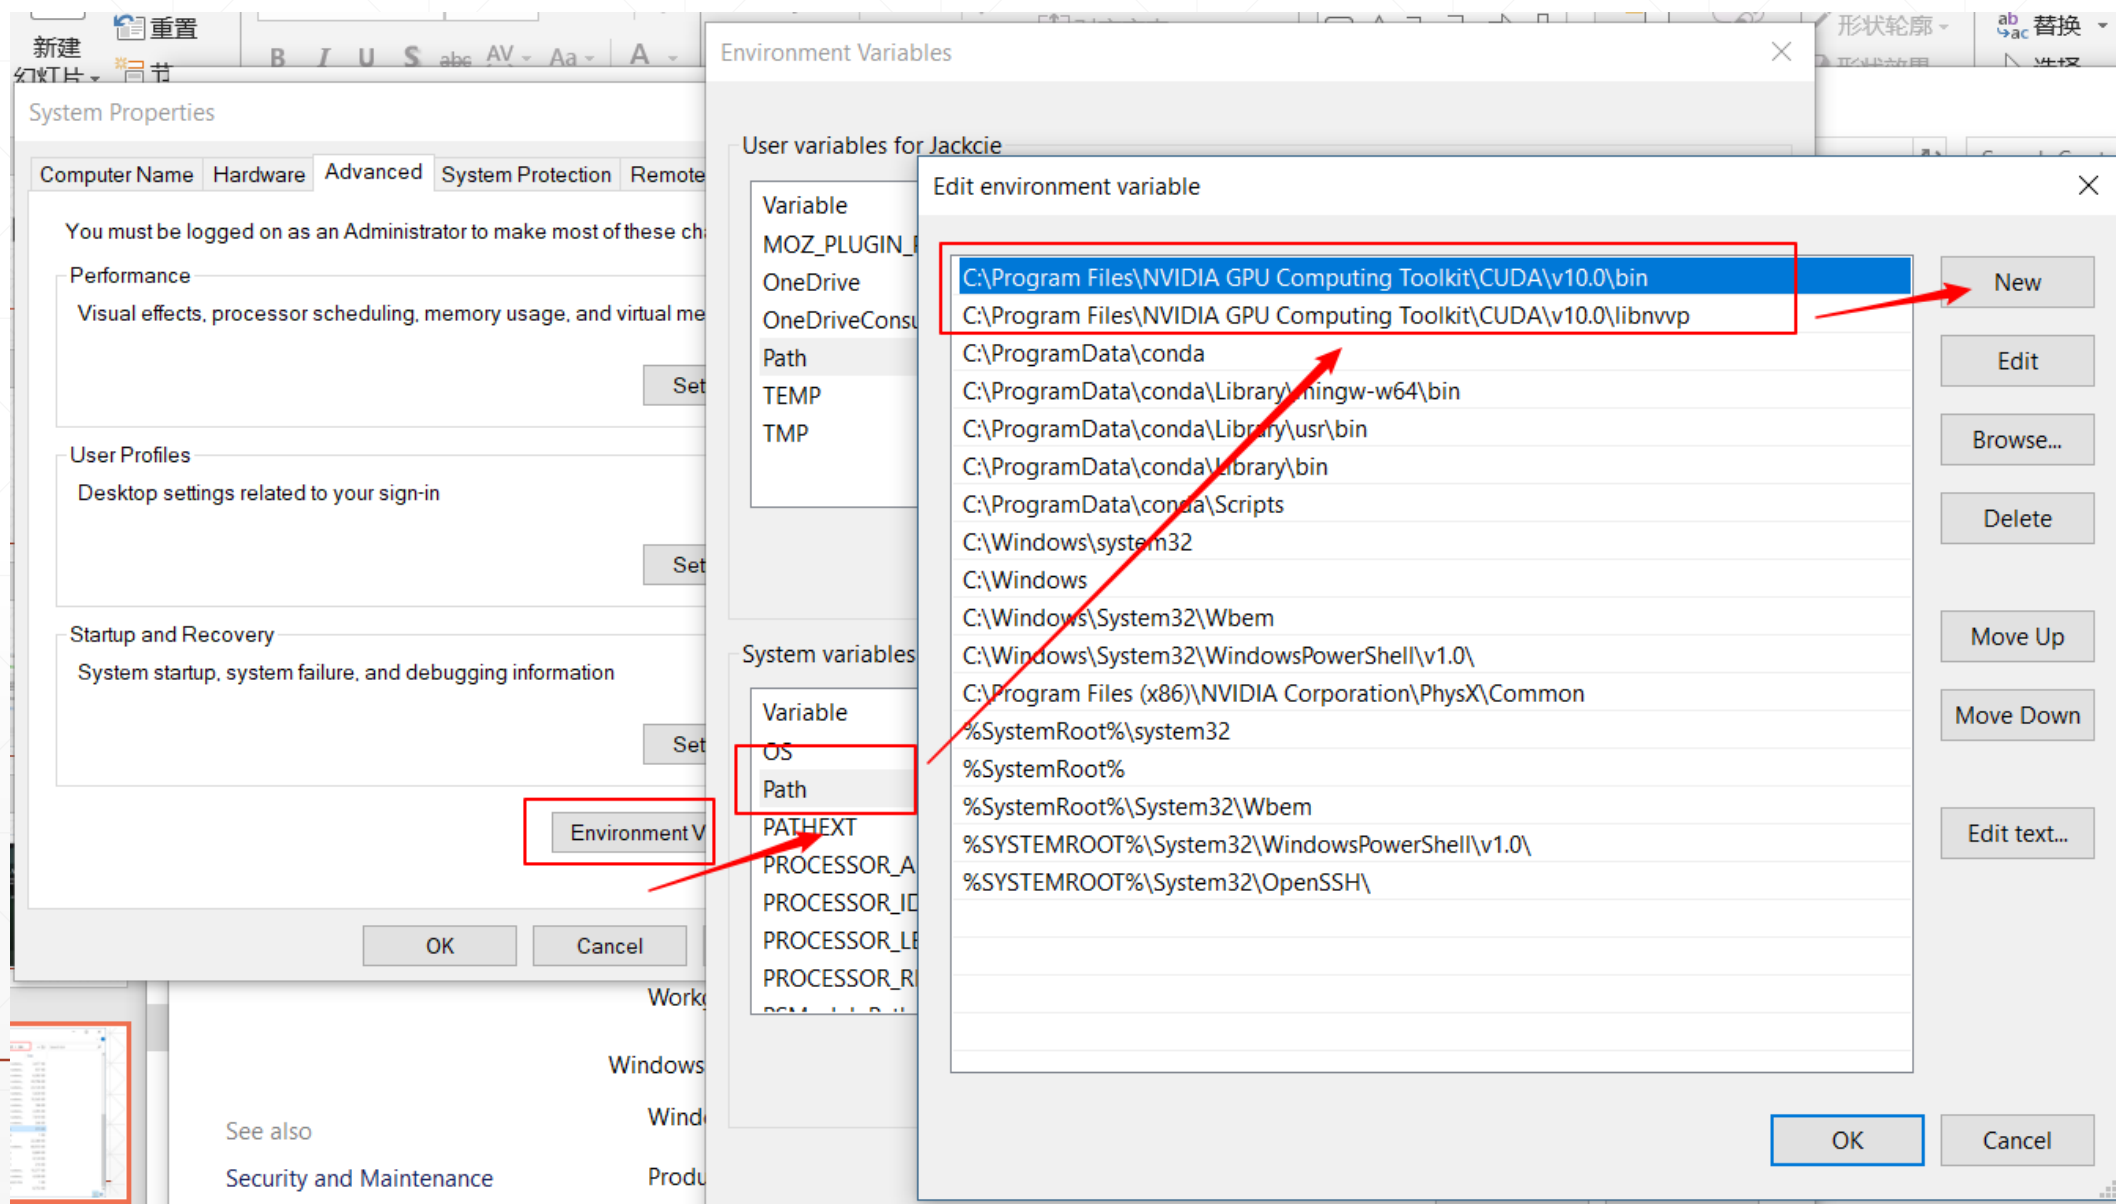 重置
新建
幻灯片
节
B I U S abc AV Aa A
形状轮廓
替换
System Properties
Computer Name
Hardware
Advanced
System Protection
Remote
You must be logged on as an Administrator to make most of these
Performance
Visual effects, processor scheduling, memory usage, and virtual
User Profiles
Desktop settings related to your sign-in
Startup and Recovery
System startup, system failure, and debugging information
Environment V
OK
Cancel
Windows
See also
Security and Maintenance
Environment Variables
User variables for Jackcie
Variable
MOZ_PLUGIN_
OneDrive
OneDriveConsu
Path
TEMP
TMP
System variables
Variable
OS
Path
PATHEXT
PROCESSOR_A
PROCESSOR_ID
PROCESSOR_LE
PROCESSOR_R
Edit environment variable
C:\Program Files\NVIDIA GPU Computing Toolkit\CUDA\v10.0\bin
C:\Program Files\NVIDIA GPU Computing Toolkit\CUDA\v10.0\libnvvp
C:\ProgramData\conda
C:\ProgramData\conda\Library\mingw-w64\bin
C:\ProgramData\conda\Library\usr\bin
C:\ProgramData\conda\Library\bin
C:\ProgramData\conda\Scripts
C:\Windows\system32
C:\Windows
C:\Windows\System32\Wbem
C:\Windows\System32\WindowsPowerShell\v1.0\
C:\Program Files (x86)\NVIDIA Corporation\PhysX\Common
%SystemRoot%\system32
%SystemRoot%
%SystemRoot%\System32\Wbem
%SYSTEMROOT%\System32\WindowsPowerShell\v1.0\
%SYSTEMROOT%\System32\OpenSSH\
New
Edit
Browse...
Delete
Move Up
Move Down
Edit text...
OK
Cancel